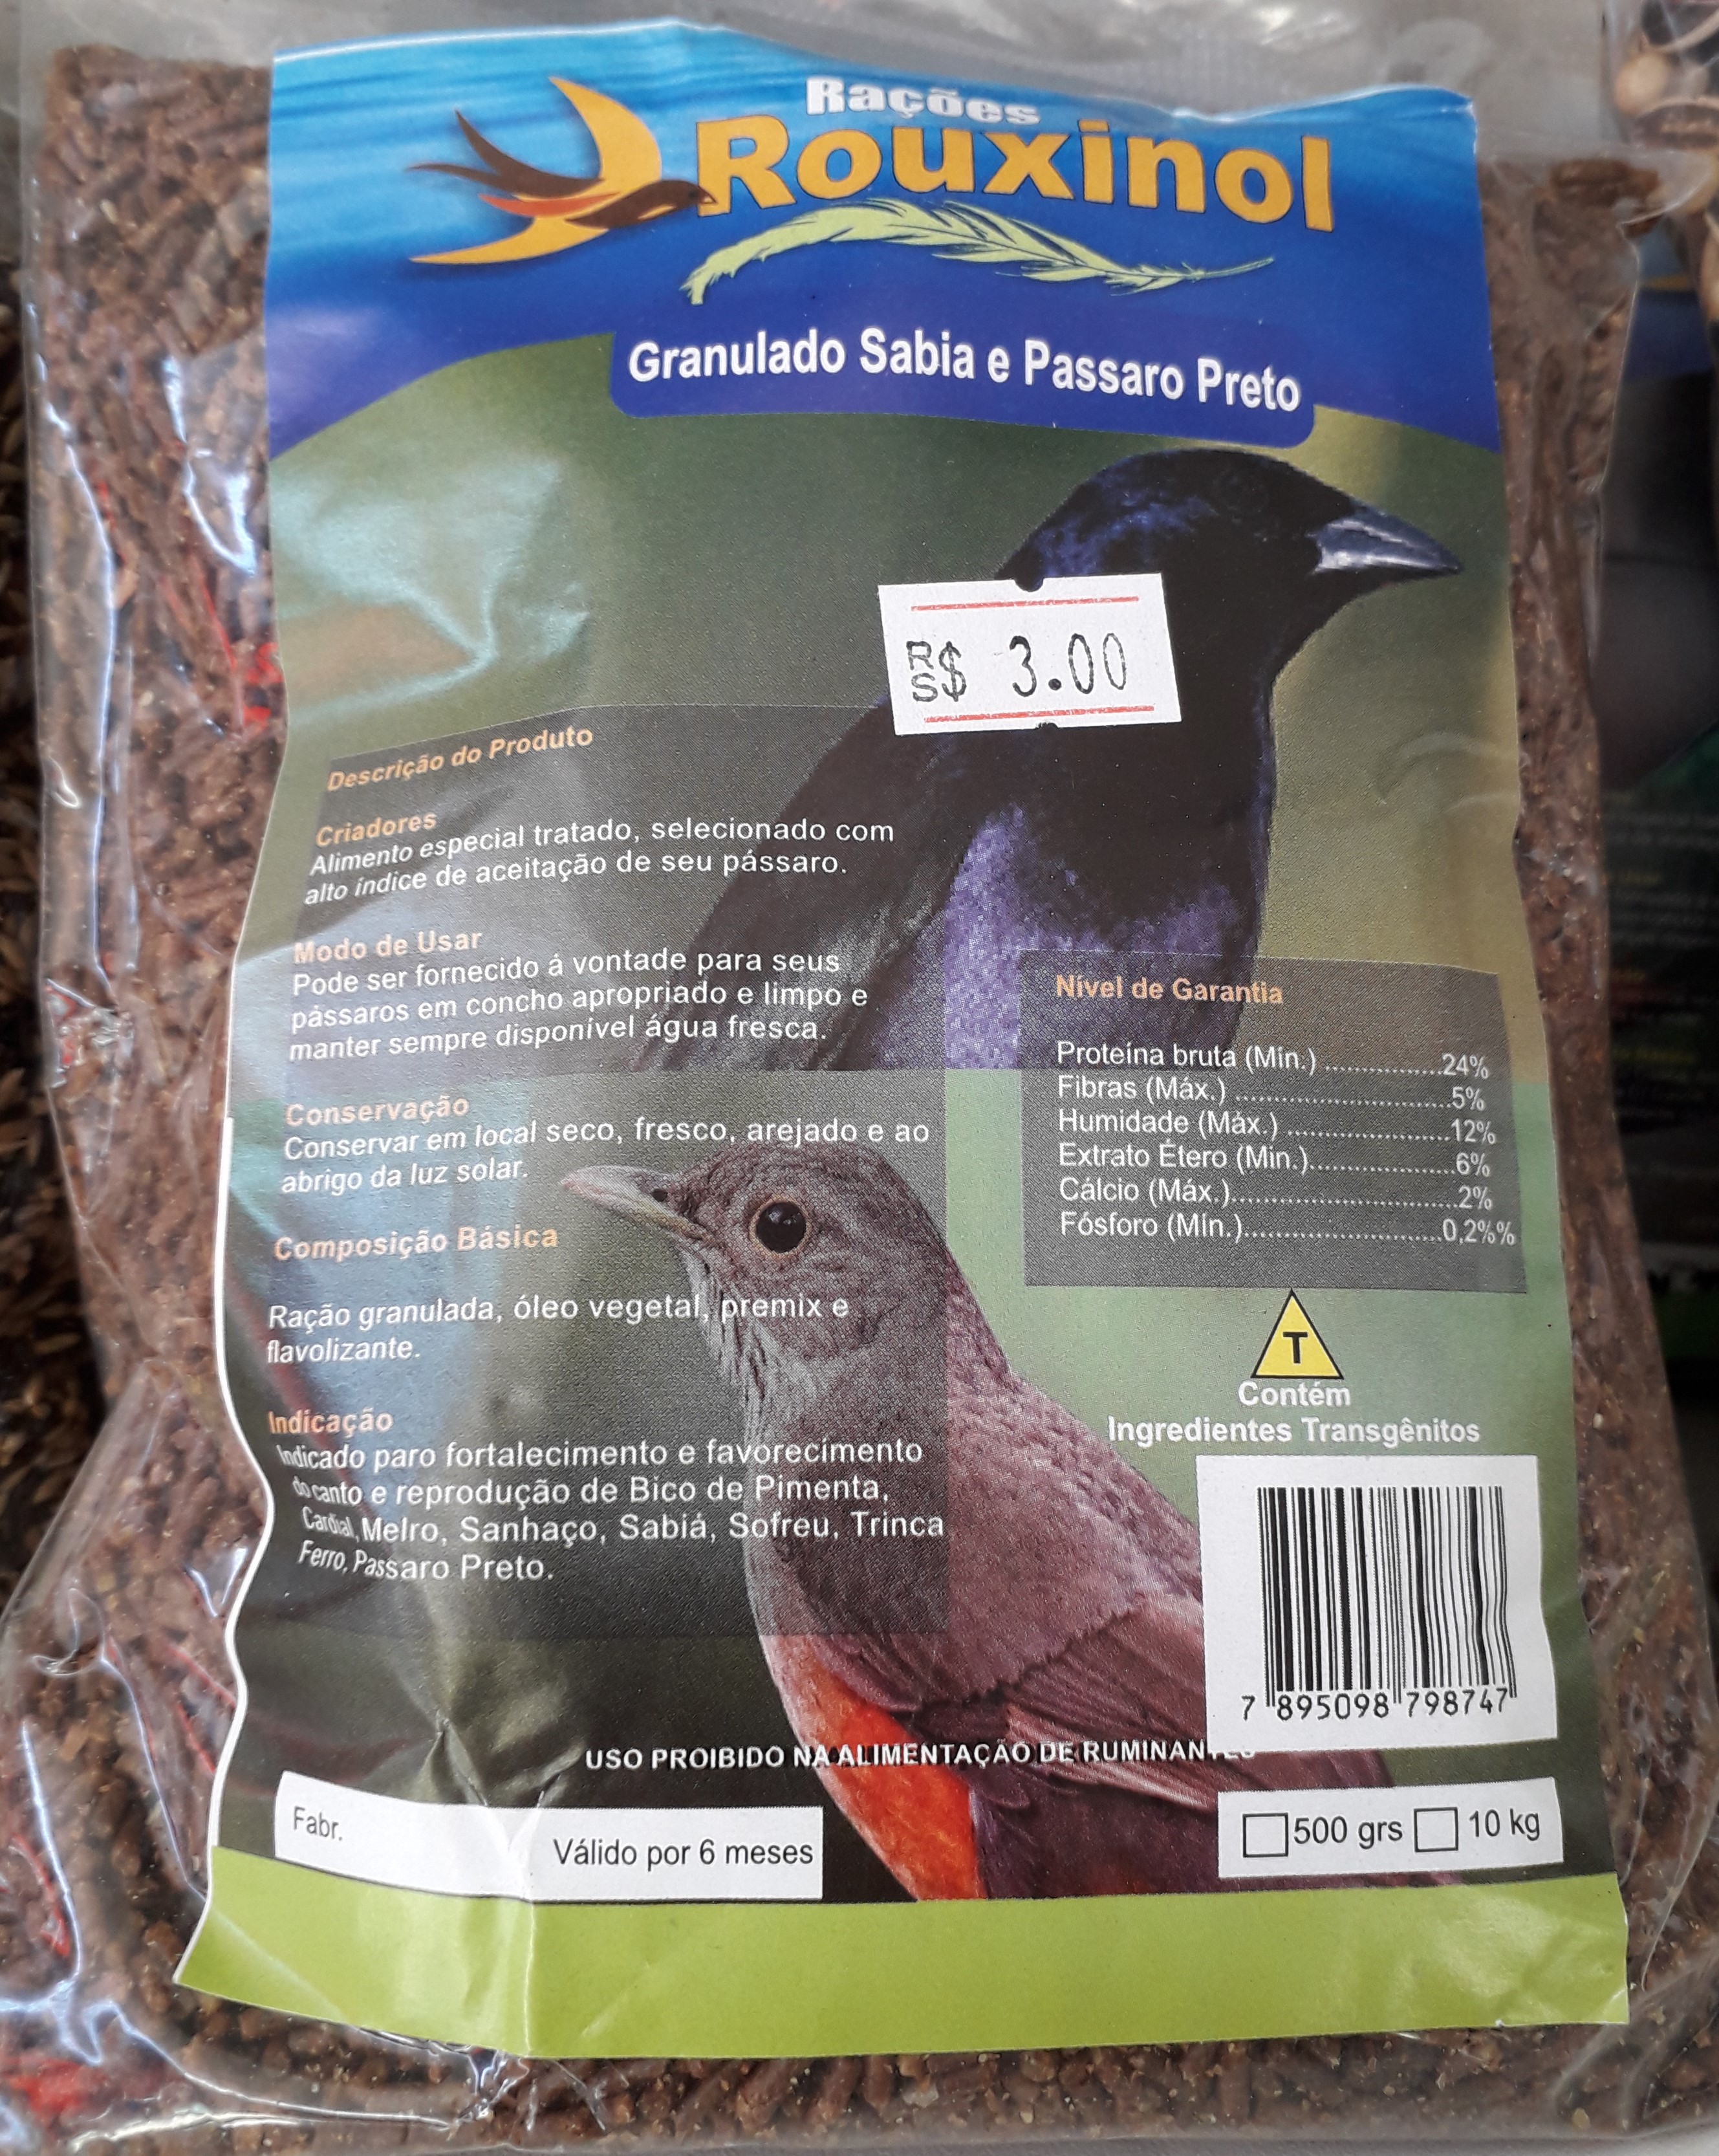 Rações
Rouxinol
Granulado Sabia e Passaro Preto
R
S$ 3.00
Descrição do Produto
Criadores
Alimento especial tratado, selecionado com
alto índice de aceitação de seu pássaro.
Modo de Usar
Pode ser fornecido á vontade para seus
pássaros em concho apropriado e limpo e
manter sempre disponível água fresca.
Conservação
Conservar em local seco, fresco, arejado e ao
abrigo da luz solar.
Composição Básica
Ração granulada, óleo vegetal, premix e
flavolizante.
Indicação
Indicado paro fortalecimento e favorecimento
do canto e reprodução de Bico de Pimenta,
Cardial, Melro, Sanhaço, Sabiá, Sofreu, Trinca
Ferro, Passaro Preto.
Nível de Garantia
Proteína bruta (Mín.) ................24%
Fibras (Máx.) .............................5%
Humidade (Máx.) ......................12%
Extrato Étero (Min.)....................6%
Cálcio (Máx.)..............................2%
Fósforo (Mín.)...........................0,2%%
T
Contém
Ingredientes Transgênitos
7 895098 798747
USO PROIBIDO NA ALIMENTAÇÃO DE RUMINANTES
Fabr.
Válido por 6 meses
500 grs 10 kg